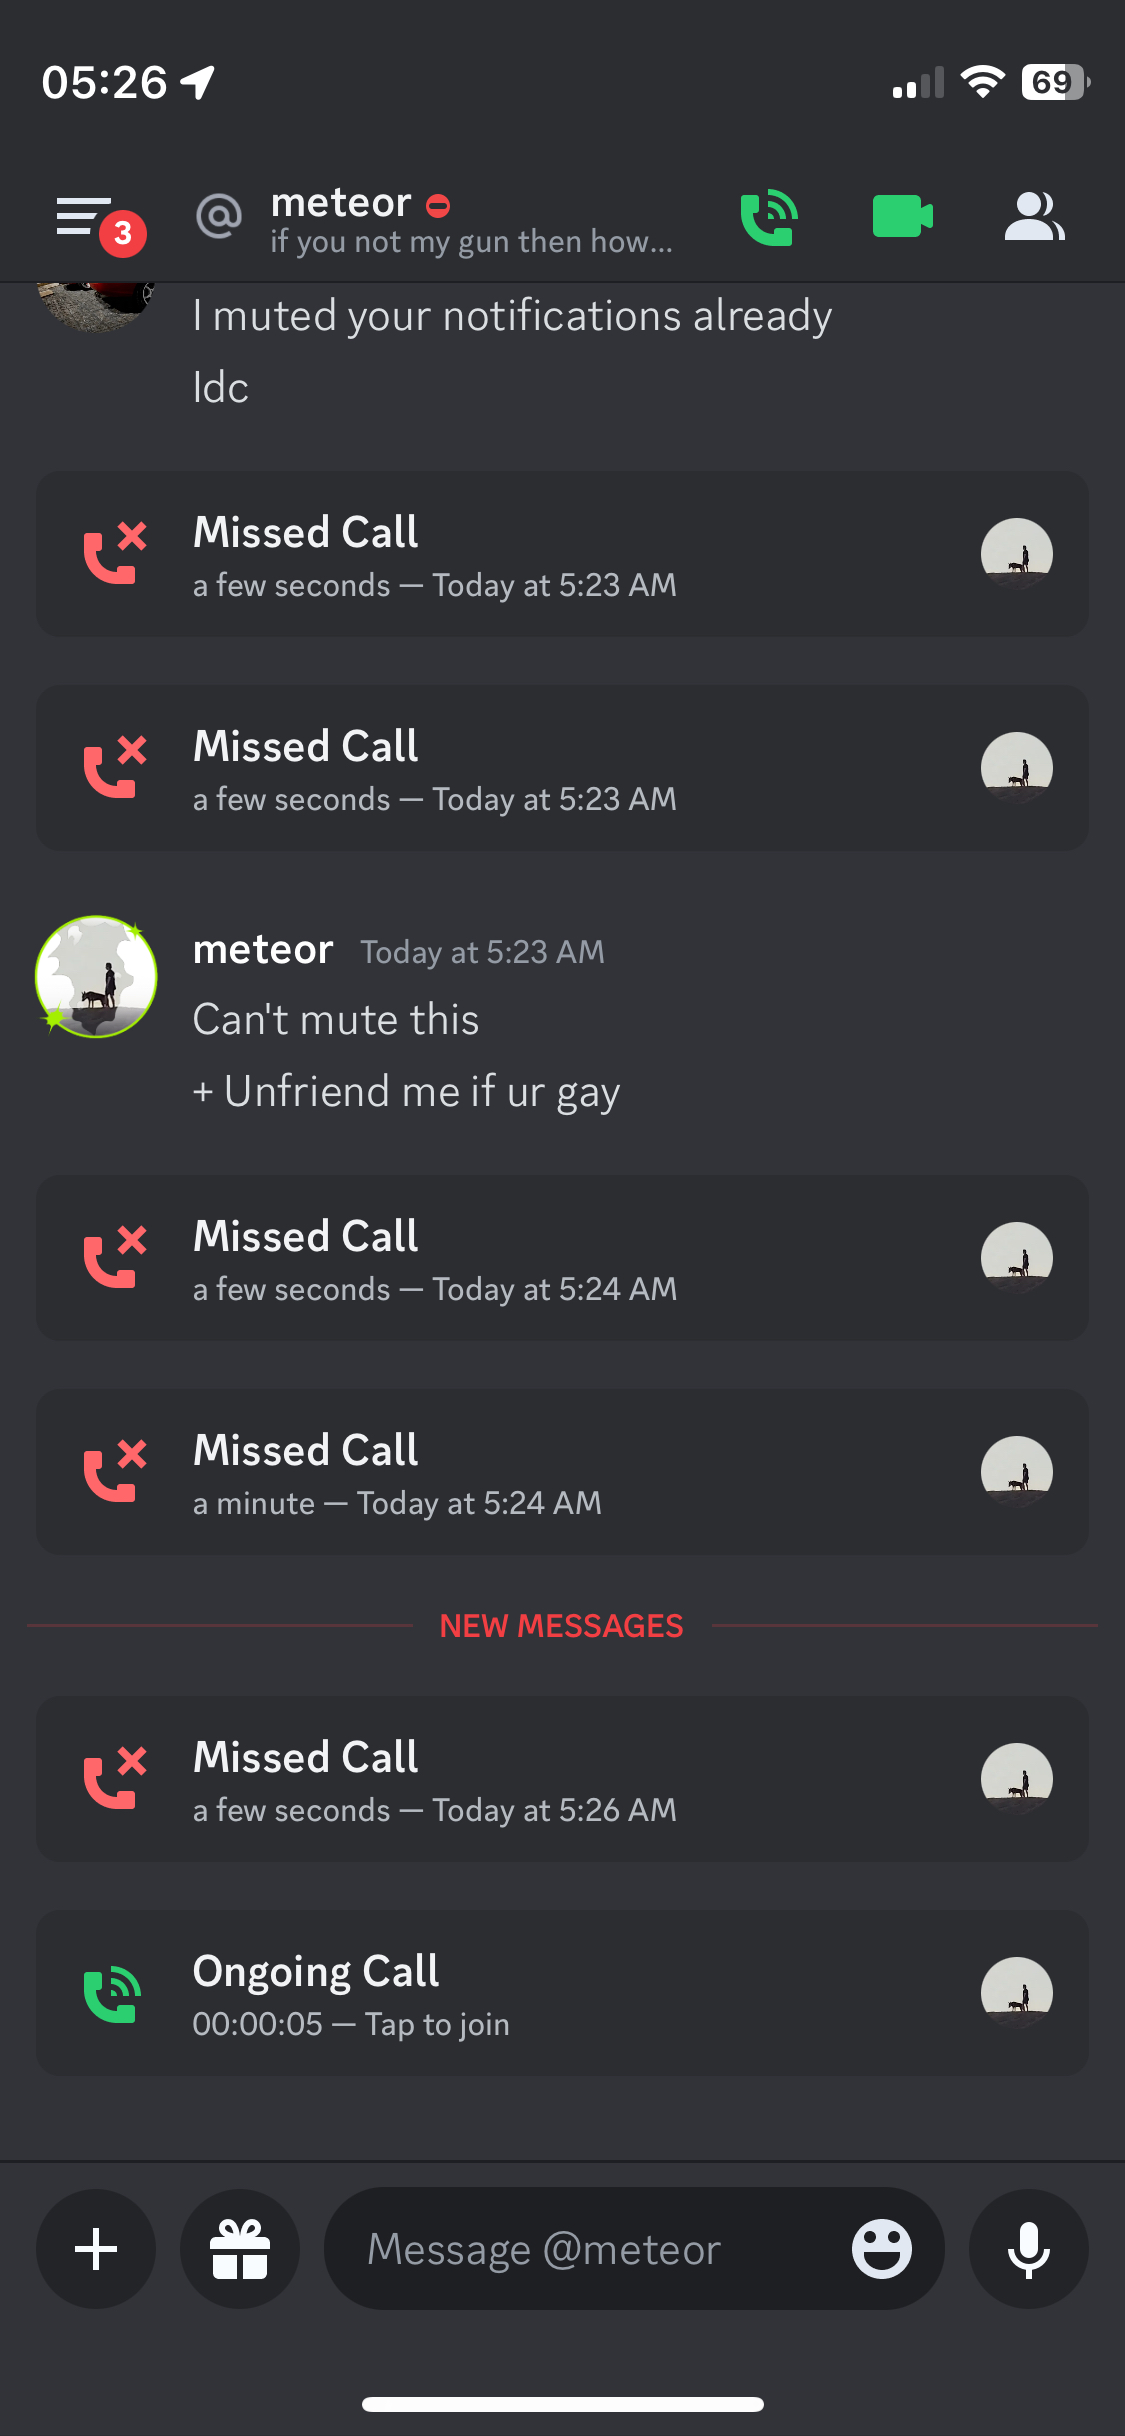 05:26
69
3
meteor
if you not my gun then how...
I muted your notifications already
Idc
Missed Call
a few seconds — Today at 5:23 AM
Missed Call
a few seconds — Today at 5:23 AM
meteor Today at 5:23 AM
Can't mute this
+ Unfriend me if ur gay
Missed Call
a few seconds — Today at 5:24 AM
Missed Call
a minute — Today at 5:24 AM
NEW MESSAGES
Missed Call
a few seconds — Today at 5:26 AM
Ongoing Call
00:00:05 — Tap to join
Message @meteor